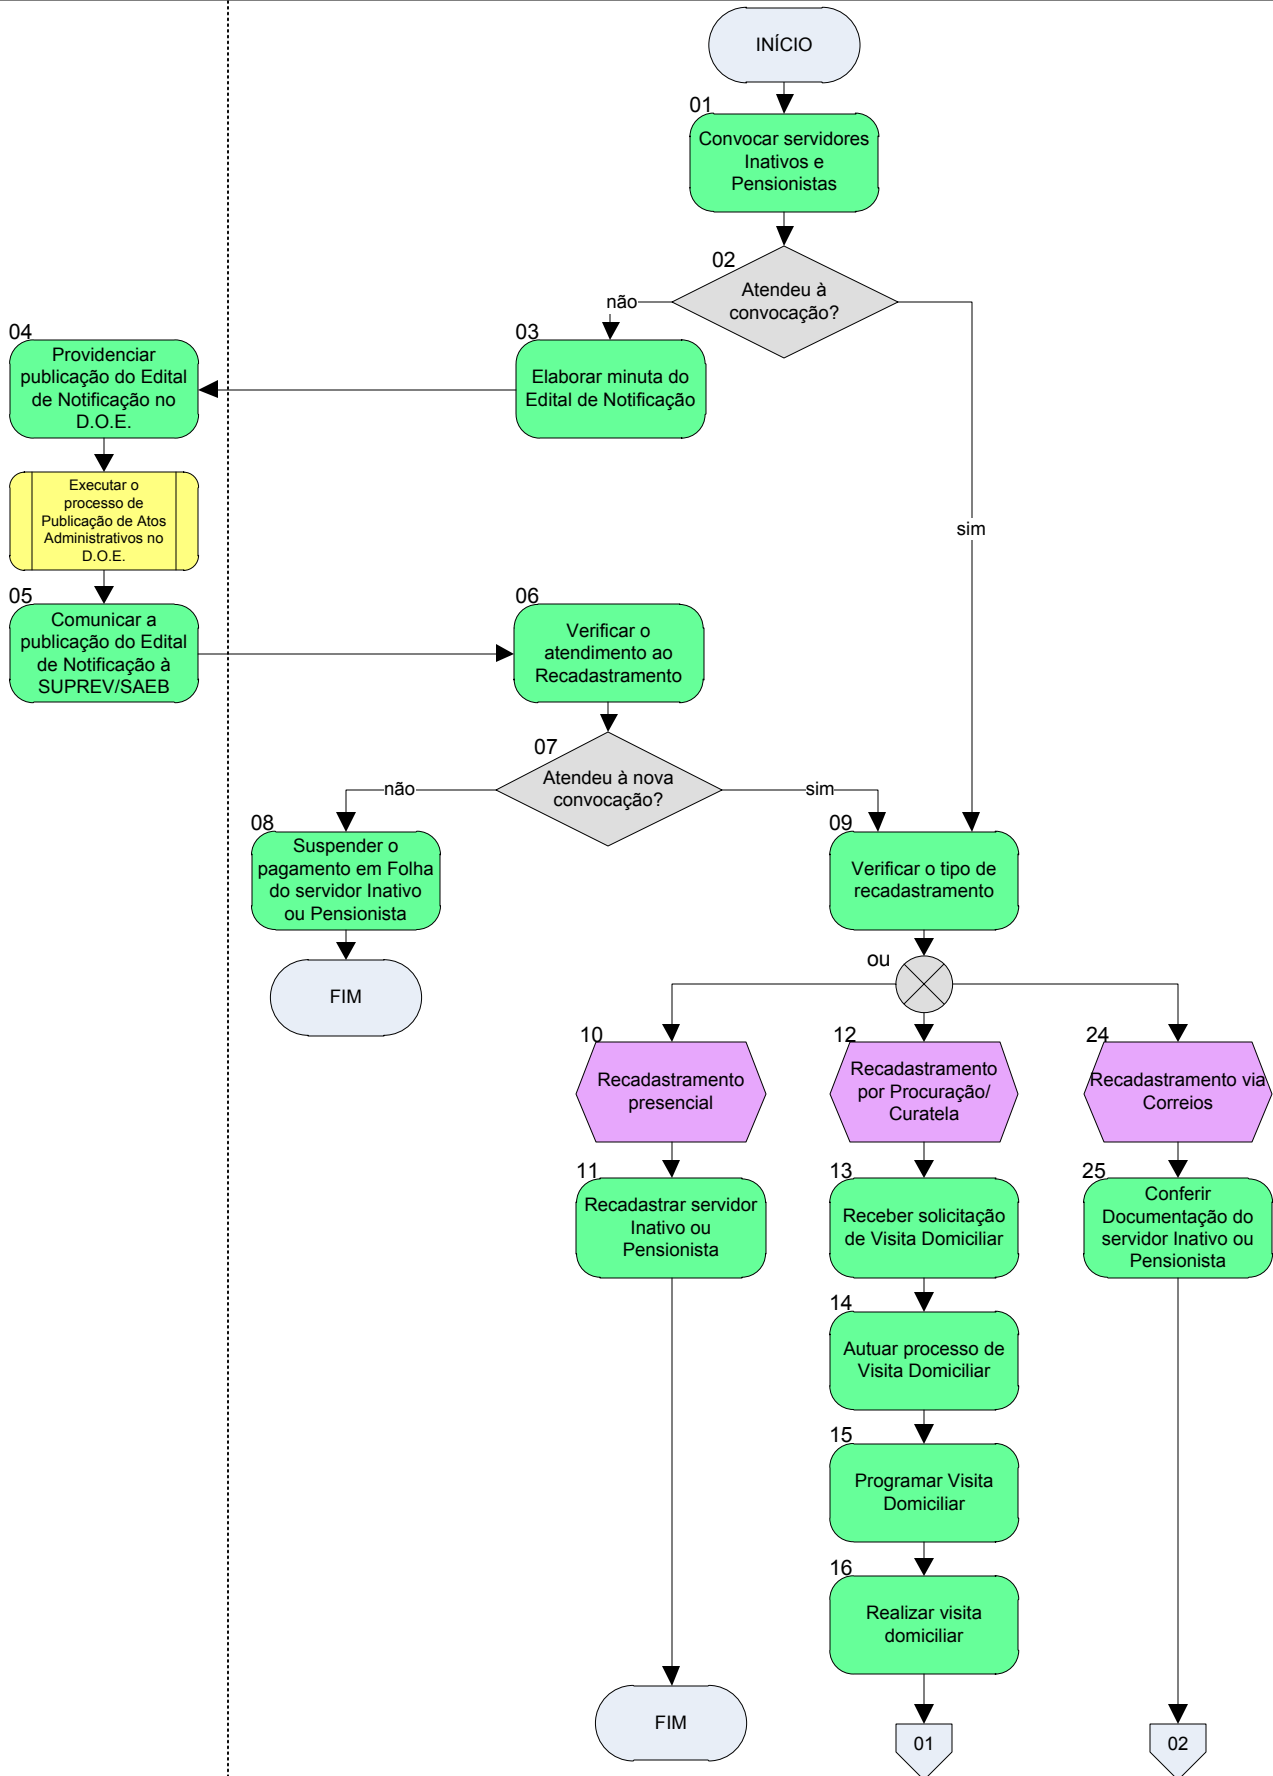 INÍCIO
01
Convocar servidores
Inativos e
Pensionistas
02
Atendeu à
convocação?
não
sim
03
Elaborar minuta do
Edital de Notificação
04
Providenciar
publicação do Edital
de Notificação no
D.O.E.
Executar o
processo de
Publicação de Atos
Administrativos no
D.O.E.
05
Comunicar a
publicação do Edital
de Notificação à
SUPREV/SAEB
06
Verificar o
atendimento ao
Recadastramento
07
Atendeu à nova
convocação?
não
sim
08
Suspender o
pagamento em Folha
do servidor Inativo
ou Pensionista
FIM
09
Verificar o tipo de
recadastramento
ou
10
Recadastramento
presencial
11
Recadastrar servidor
Inativo ou
Pensionista
FIM
12
Recadastramento
por Procuração/
Curatela
13
Receber solicitação
de Visita Domiciliar
14
Autuar processo de
Visita Domiciliar
15
Programar Visita
Domiciliar
16
Realizar visita
domiciliar
01
24
Recadastramento via
Correios
25
Conferir
Documentação do
servidor Inativo ou
Pensionista
02